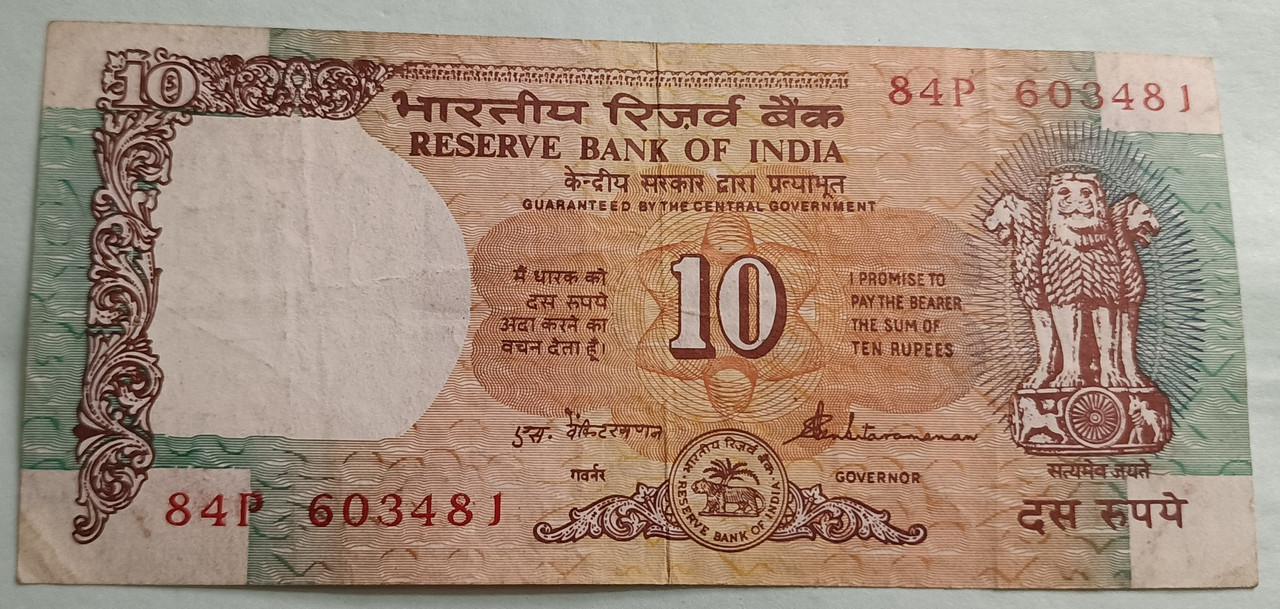 10
84P 603481
भारतीय रिज़र्व बैंक
RESERVE BANK OF INDIA
केन्द्रीय सरकार द्वारा प्रत्याभूत
GUARANTEED BY THE CENTRAL GOVERNMENT
मैं धारक को
दस रुपये
अदा करने का
वचन देता हूँ।
10
I PROMISE TO
PAY THE BEARER
THE SUM OF
TEN RUPEES
एस. वेंकिटरमणन
S Venkitaramanan
गवर्नर
GOVERNOR
भारतीय रिज़र्व बैंक
RESERVE BANK OF INDIA
सत्यमेव जयते
दस रुपये
84P 603481